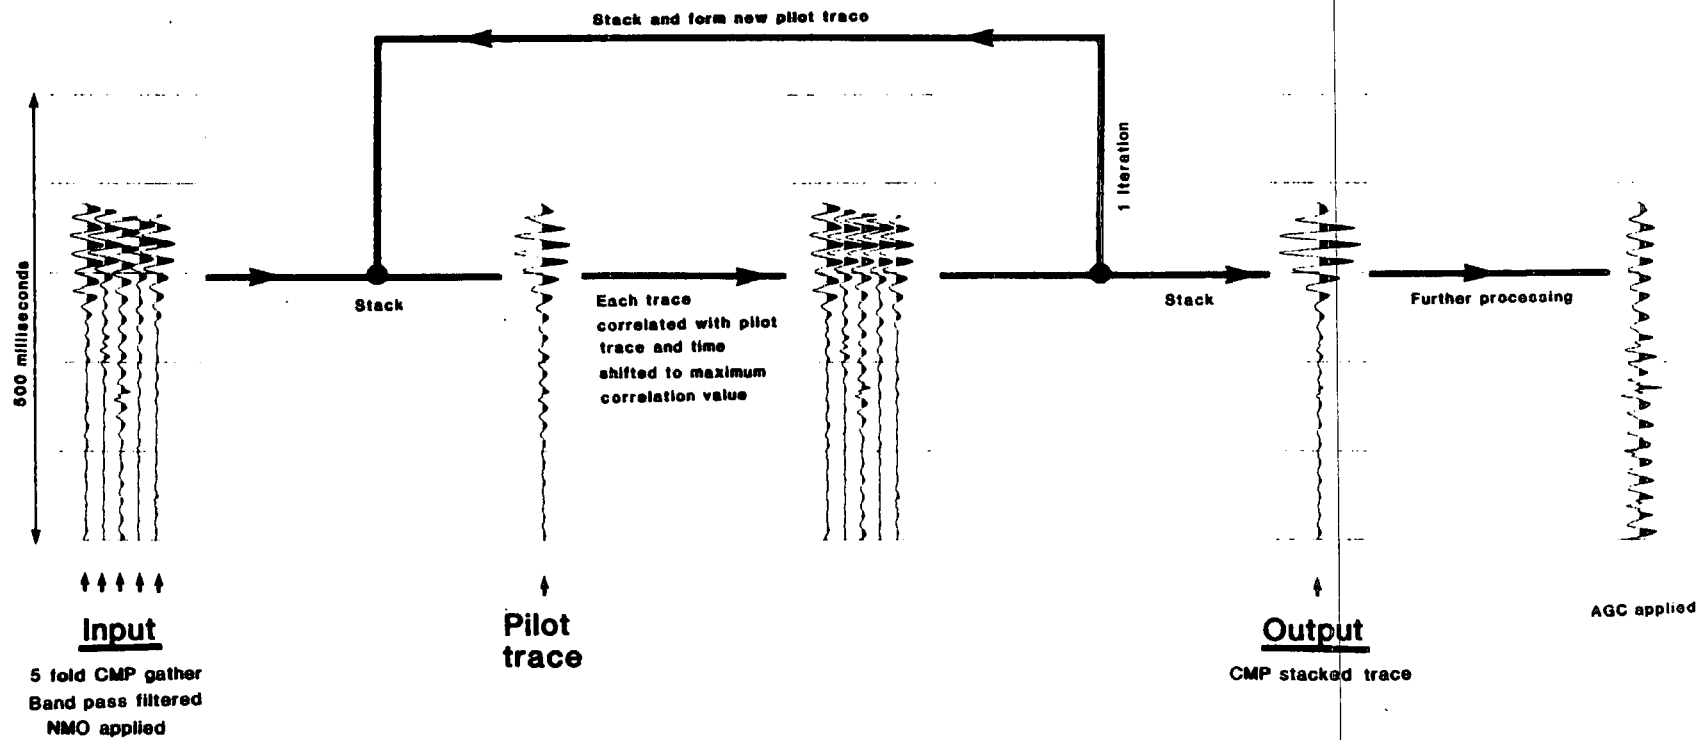 Stack and form new pilot trace
500 milliseconds
1 Iteration
Stack
Each trace
correlated with pilot
trace and time
shifted to maximum
correlation value
Stack
Further processing
Input
5 fold CMP gather
Band pass filtered
NMO applied
Pilot
trace
Output
CMP stacked trace
AGC applied